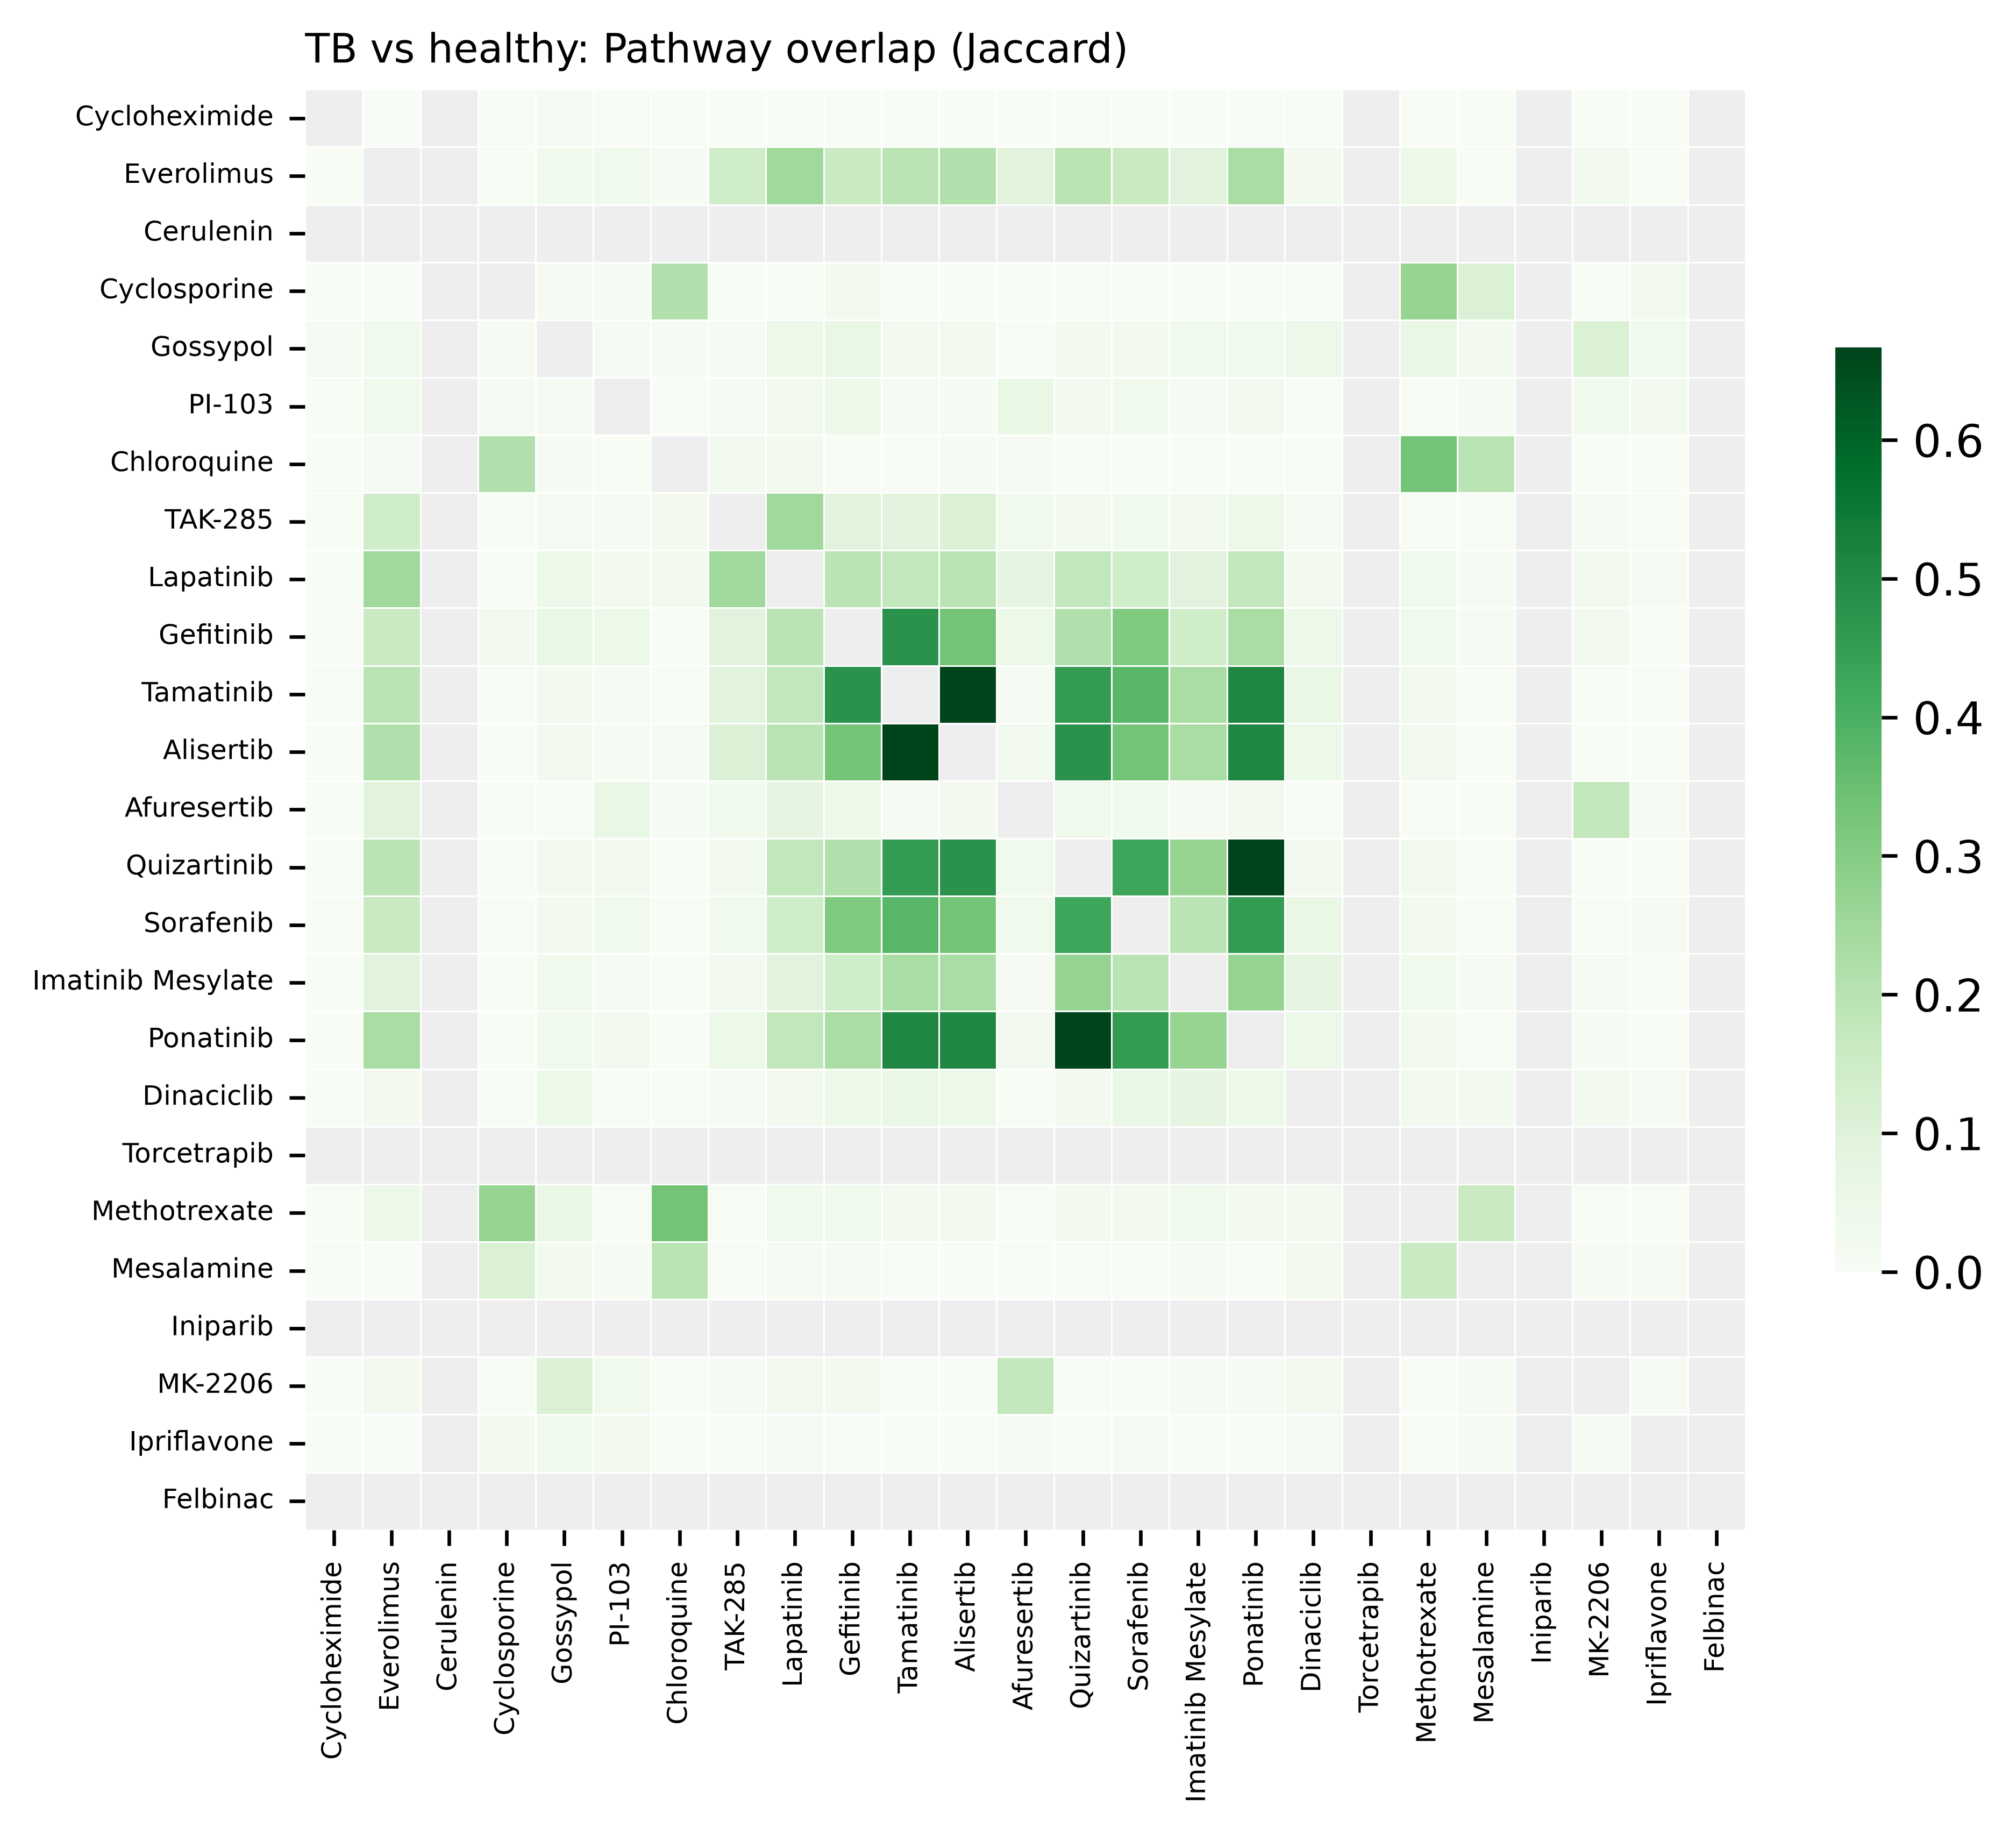 TB vs healthy: Pathway overlap (Jaccard)
Cycloheximide
Everolimus
Cerulenin
Cyclosporine
Gossypol
PI-103
Chloroquine
TAK-285
Lapatinib
Gefitinib
Tamatinib
Alisertib
Afuresertib
Quizartinib
Sorafenib
Imatinib Mesylate
Ponatinib
Dinaciclib
Torcetrapib
Methotrexate
Mesalamine
Iniparib
MK-2206
Ipriflavone
Felbinac
Cycloheximide
Everolimus
Cerulenin
Cyclosporine
Gossypol
PI-103
Chloroquine
TAK-285
Lapatinib
Gefitinib
Tamatinib
Alisertib
Afuresertib
Quizartinib
Sorafenib
Imatinib Mesylate
Ponatinib
Dinaciclib
Torcetrapib
Methotrexate
Mesalamine
Iniparib
MK-2206
Ipriflavone
Felbinac
0.6
0.5
0.4
0.3
0.2
0.1
0.0